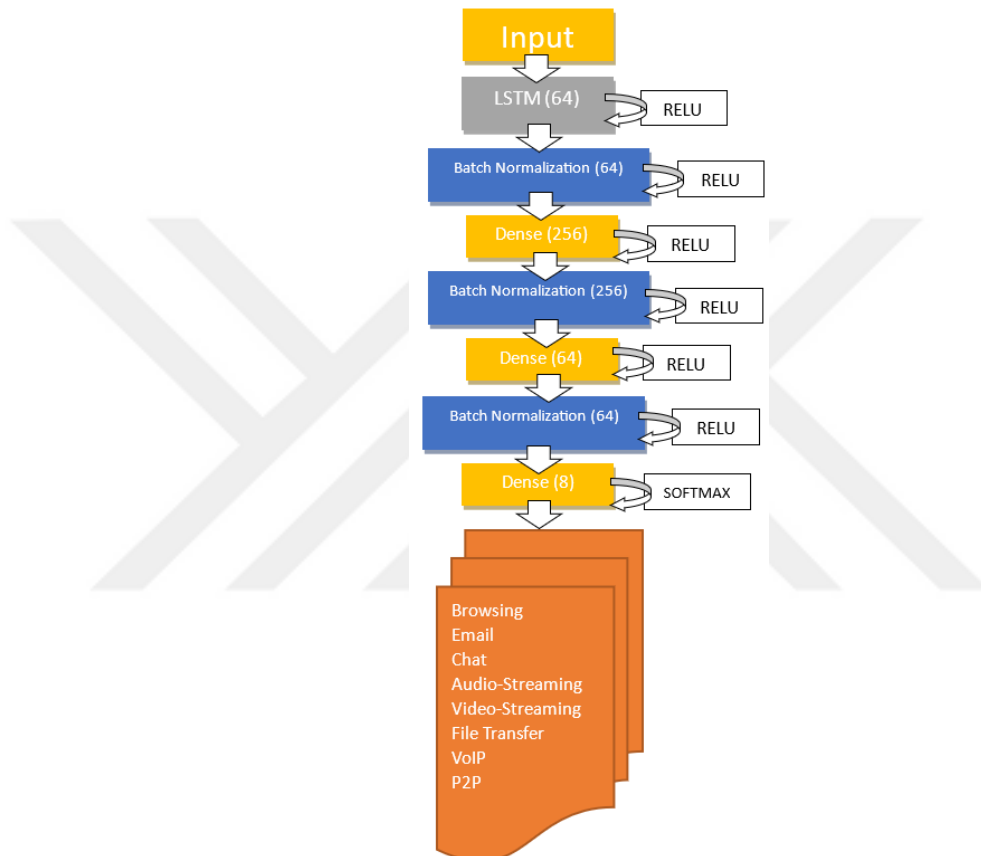 Input
LSTM (64)
RELU
Batch Normalization (64)
RELU
Dense (256)
RELU
Batch Normalization (256)
RELU
Dense (64)
RELU
Batch Normalization (64)
RELU
Dense (8)
SOFTMAX
Browsing
Email
Chat
Audio-Streaming
Video-Streaming
File Transfer
VoIP
P2P